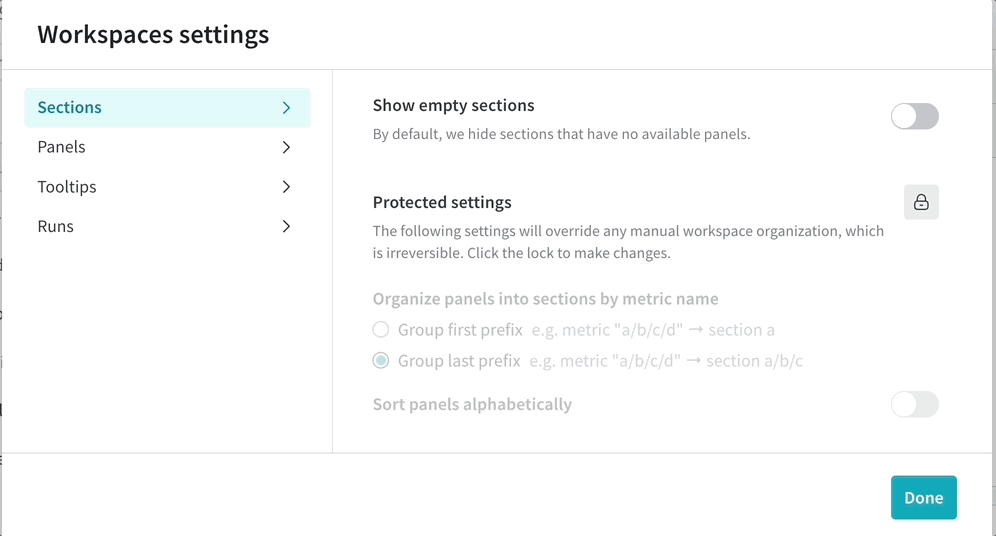 Workspaces settings
Sections
Panels
Tooltips
Runs
Show empty sections
By default, we hide sections that have no available panels.
Protected settings
The following settings will override any manual workspace organization, which
is irreversible. Click the lock to make changes.
Organize panels into sections by metric name
Group first prefix e.g. metric "a/b/c/d" → section a
Group last prefix e.g. metric "a/b/c/d" → section a/b/c
Sort panels alphabetically
Done